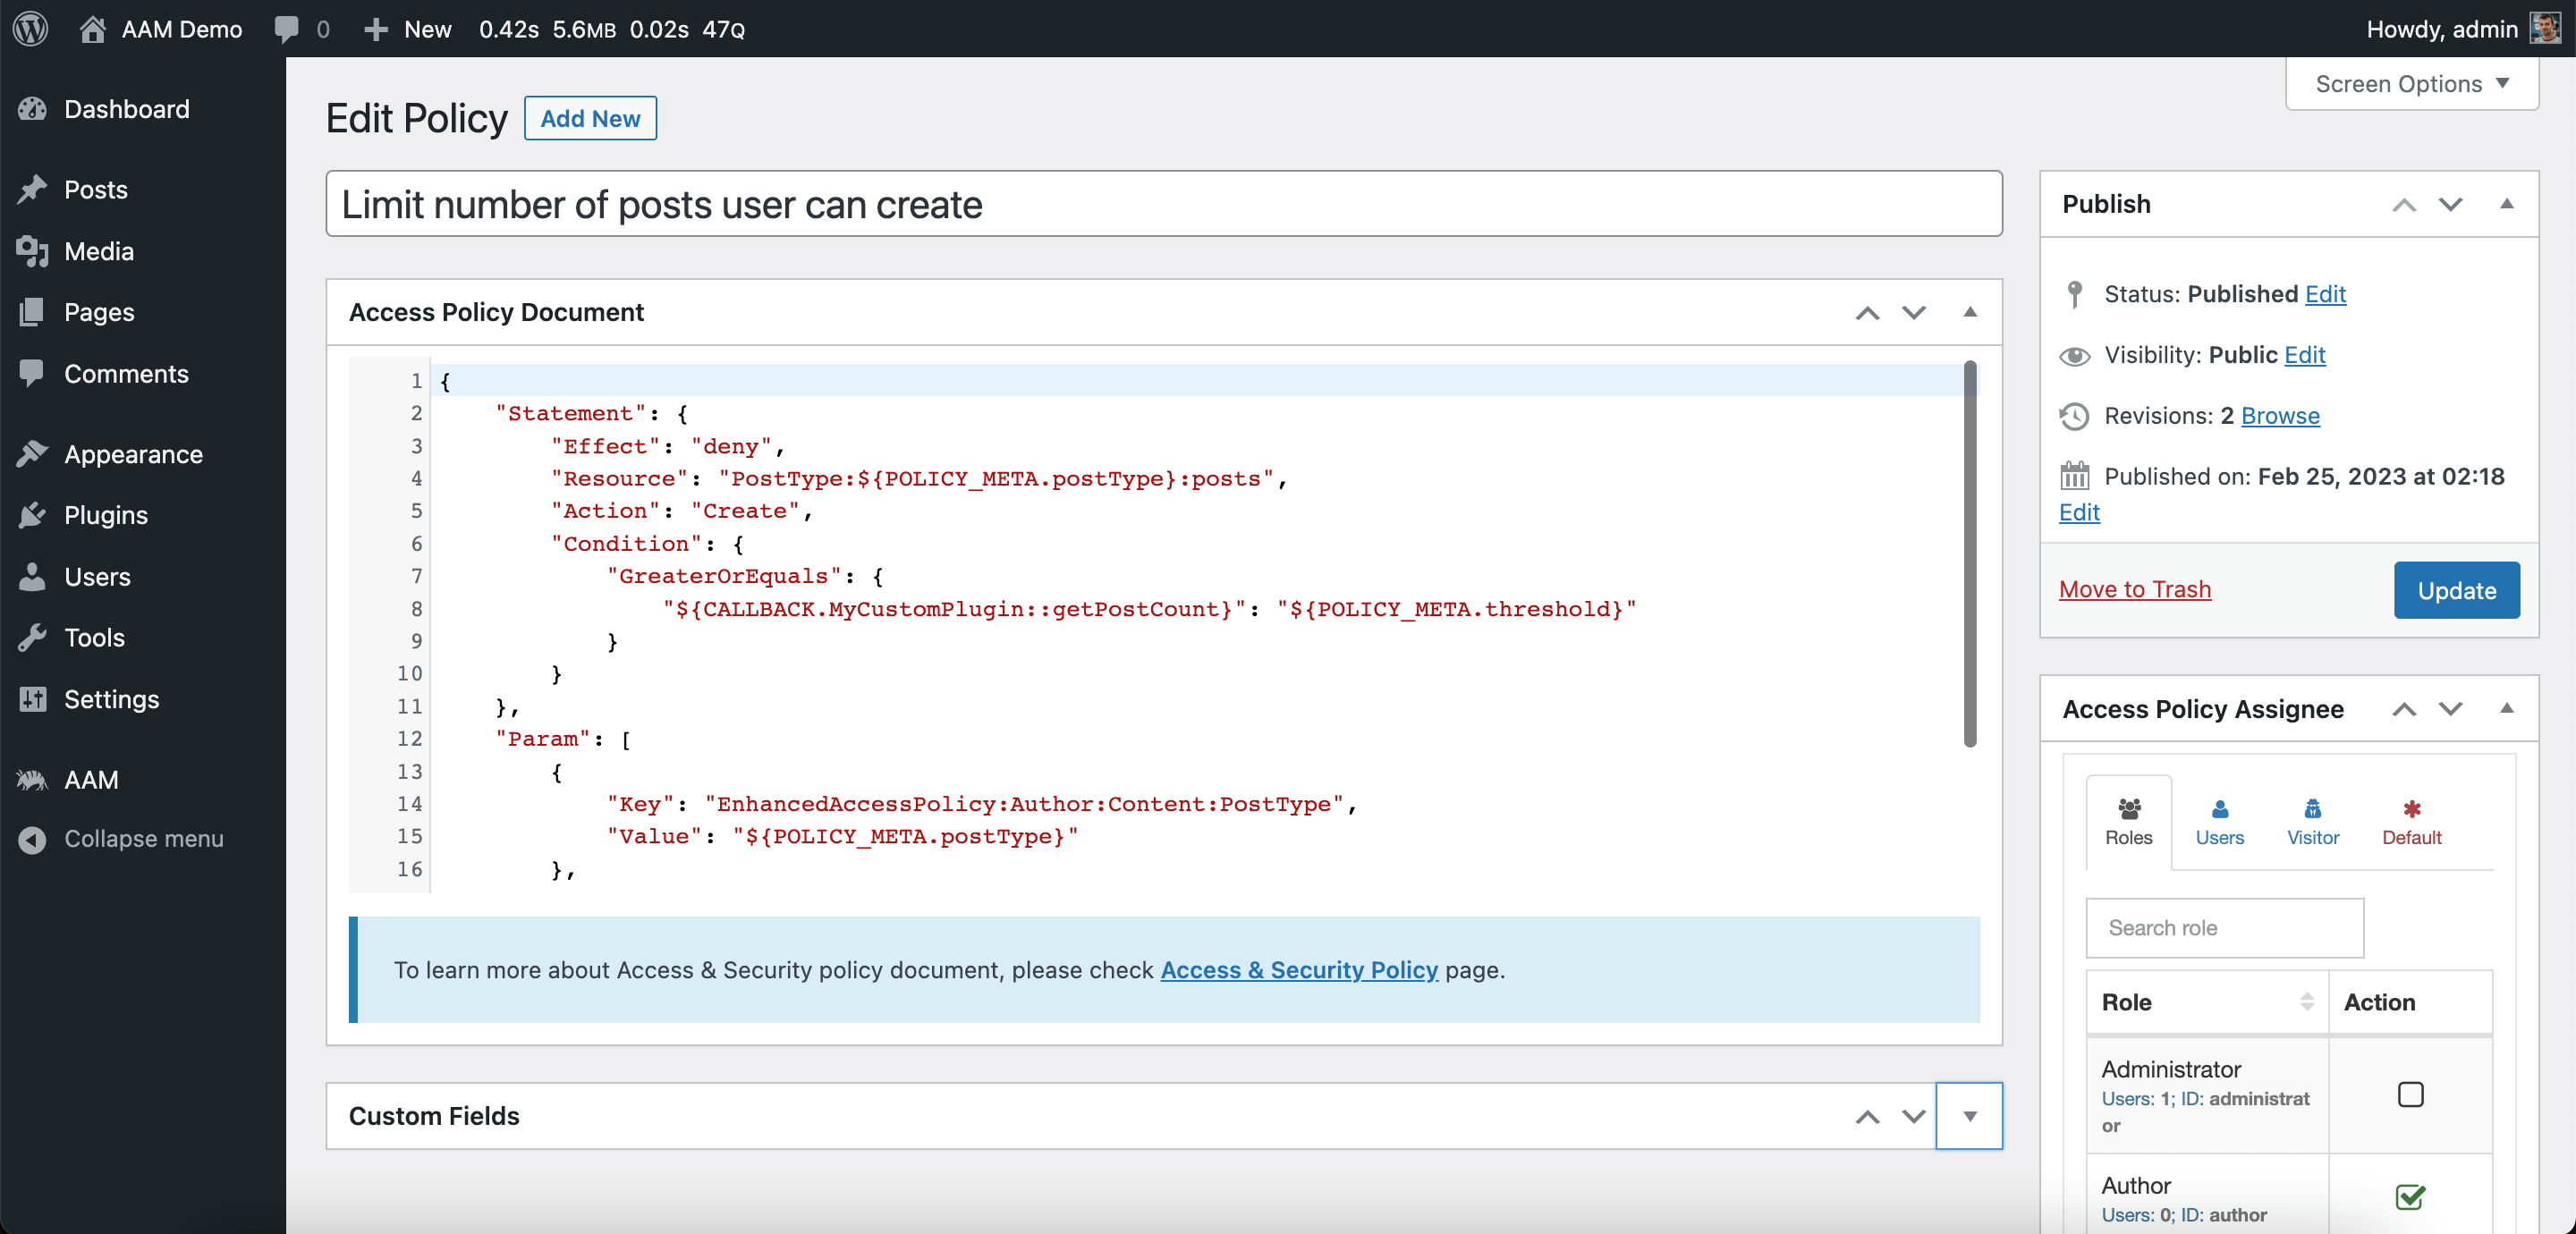 AAM Demo 0 New 0.42s 5.6MB 0.02s 47Q Howdy, admin
Screen Options
Dashboard
Posts
Media
Pages
Comments
Appearance
Plugins
Users
Tools
Settings
AAM
Collapse menu
Edit Policy Add New
Limit number of posts user can create
Access Policy Document
1 {
2 "Statement": {
3 "Effect": "deny",
4 "Resource": "PostType:${POLICY_META.postType}:posts",
5 "Action": "Create",
6 "Condition": {
7 "GreaterOrEquals": {
8 "${CALLBACK.MyCustomPlugin::getPostCount}": "${POLICY_META.threshold}"
9 }
10 }
11 },
12 "Param": [
13 {
14 "Key": "EnhancedAccessPolicy:Author:Content:PostType",
15 "Value": "${POLICY_META.postType}"
16 },
To learn more about Access & Security policy document, please check Access & Security Policy page.
Custom Fields
Publish
Status: Published Edit
Visibility: Public Edit
Revisions: 2 Browse
Published on: Feb 25, 2023 at 02:18
Edit
Move to Trash Update
Access Policy Assignee
Roles Users Visitor Default
Search role
Role Action
Administrator
Users: 1; ID: administrat
or
Author
Users: 0; ID: author